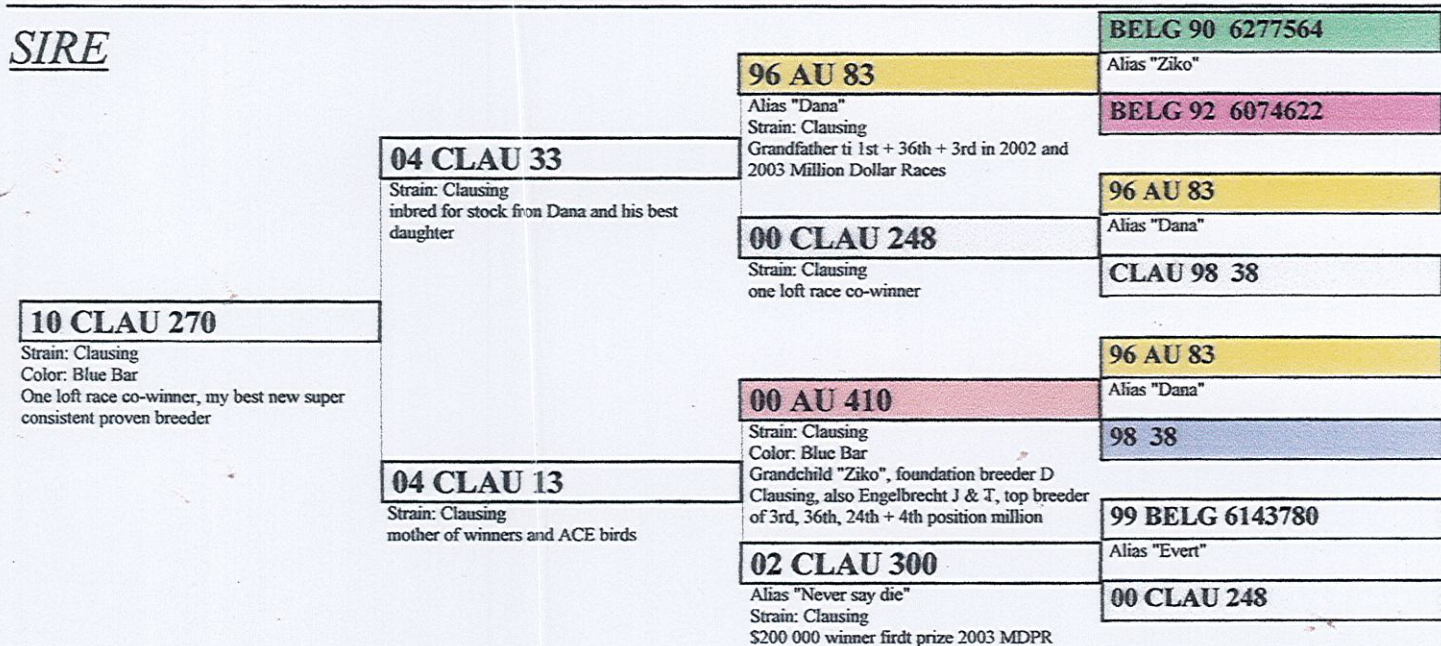 SIRE
10 CLAU 270
Strain: Clausing
Color: Blue Bar
One loft race co-winner, my best new super
consistent proven breeder
04 CLAU 33
Strain: Clausing
inbred for stock fron Dana and his best
daughter
04 CLAU 13
Strain: Clausing
mother of winners and ACE birds
96 AU 83
Alias "Dana"
Strain: Clausing
Grandfather ti 1st + 36th + 3rd in 2002 and
2003 Million Dollar Races
00 CLAU 248
Strain: Clausing
one loft race co-winner
00 AU 410
Strain: Clausing
Color: Blue Bar
Grandchild "Ziko", foundation breeder D
Clausing, also Engelbrecht J & T, top breeder
of 3rd, 36th, 24th + 4th position million
02 CLAU 300
Alias "Never say die"
Strain: Clausing
$200 000 winner firdt prize 2003 MDPR
BELG 90 6277564
Alias "Ziko"
BELG 92 6074622
96 AU 83
Alias "Dana"
CLAU 98 38
96 AU 83
Alias "Dana"
98 38
99 BELG 6143780
Alias "Evert"
00 CLAU 248